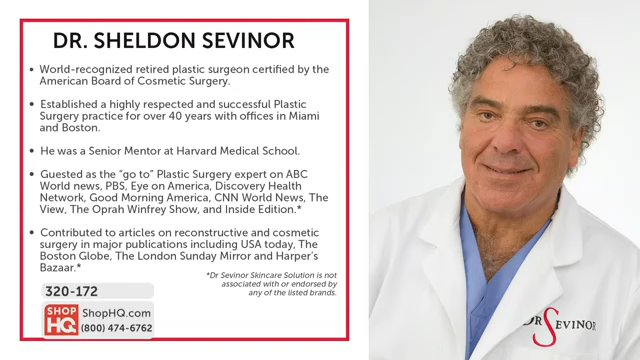 DR. SHELDON SEVINOR
• World-recognized retired plastic surgeon certified by the
American Board of Cosmetic Surgery.
• Established a highly respected and successful Plastic
Surgery practice for over 40 years with offices in Miami
and Boston.
• He was a Senior Mentor at Harvard Medical School.
• Guested as the “go to” Plastic Surgery expert on ABC
World news, PBS, Eye on America, Discovery Health
Network, Good Morning America, CNN World News, The
View, The Oprah Winfrey Show, and Inside Edition.*
• Contributed to articles on reconstructive and cosmetic
surgery in major publications including USA today, The
Boston Globe, The London Sunday Mirror and Harper's
Bazaar.*
*Dr Sevinor Skincare Solution is not
associated with or endorsed by
any of the listed brands.
320-172
SHOP HQ
ShopHQ.com
(800) 474-6762
DR SEVINOR